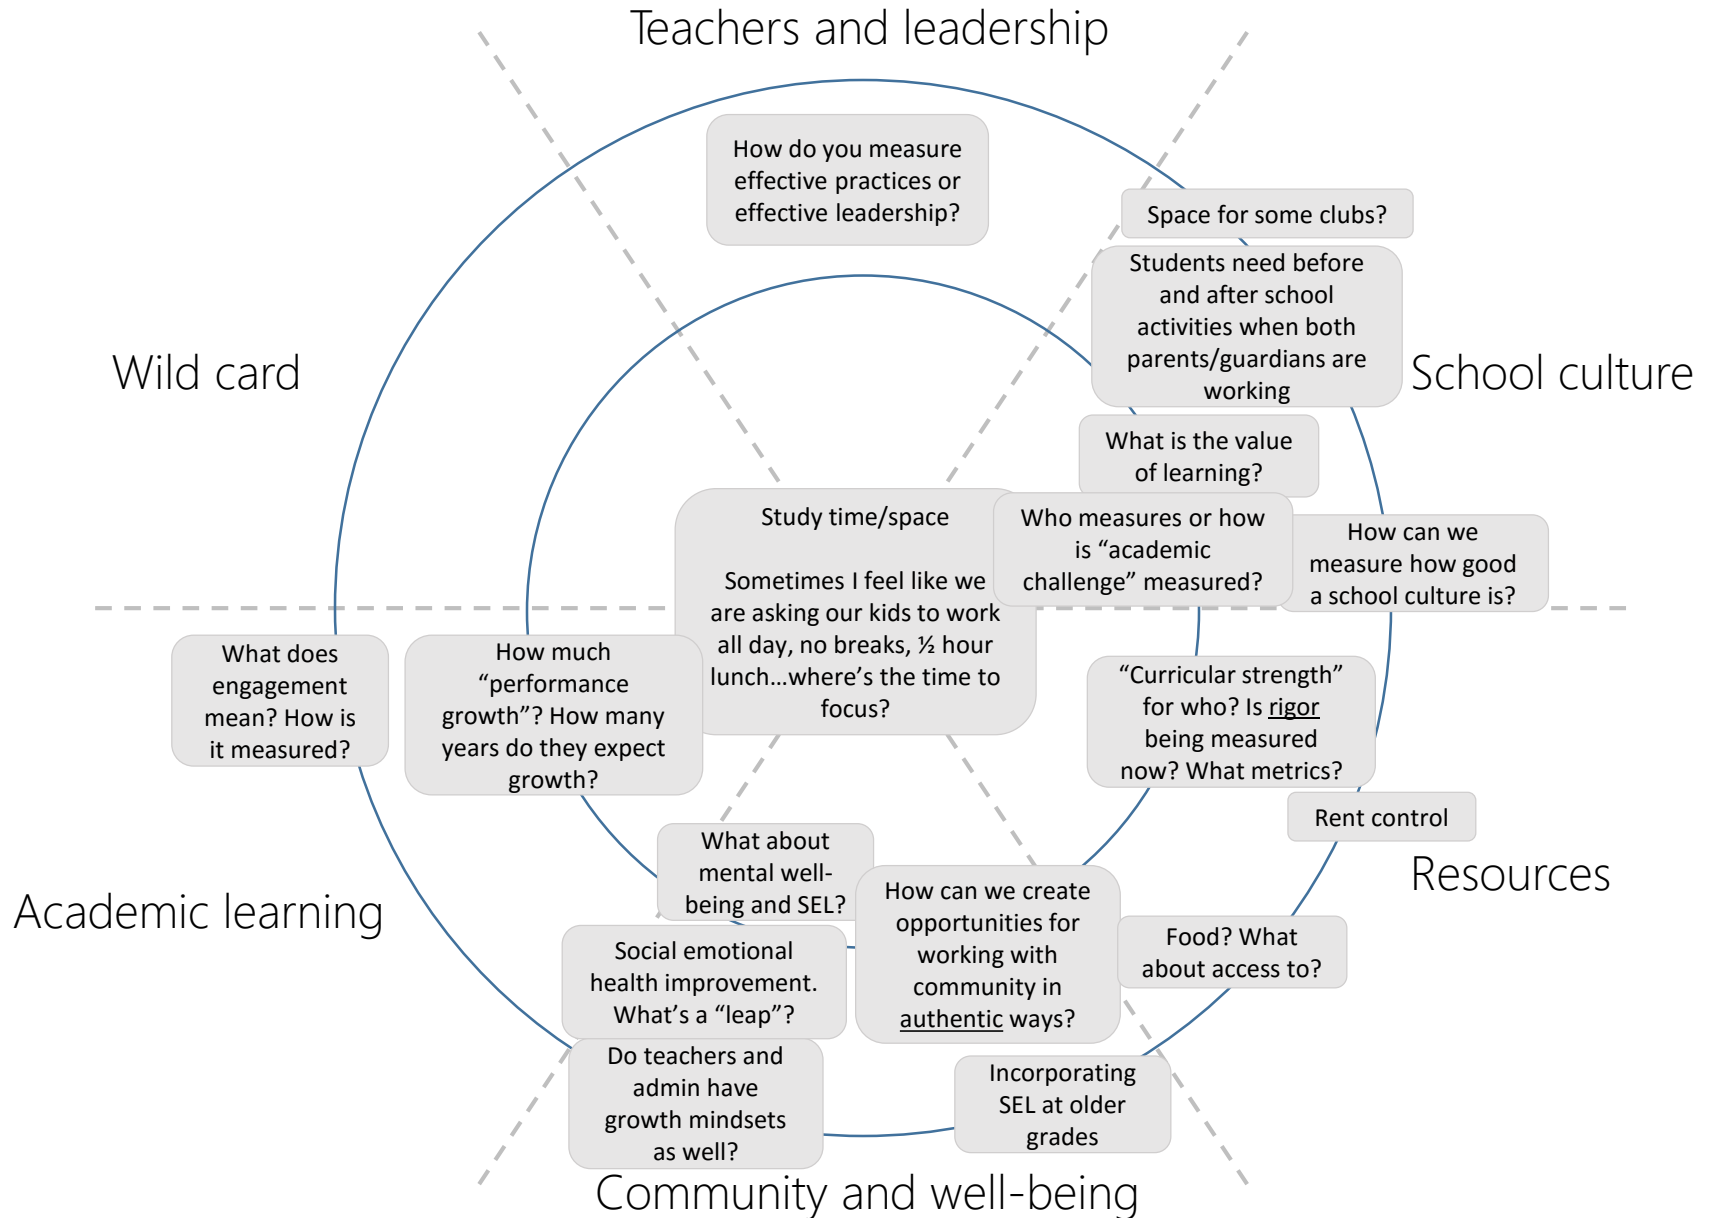 Teachers and leadership
How do you measure
effective practices or
effective leadership?
Space for some clubs?
Students need before
and after school
activities when both
parents/guardians are
working
Wild card
School culture
What is the value
of learning?
Study time/space
Sometimes I feel like we
are asking our kids to work
all day, no breaks, ½ hour
lunch…where’s the time to
focus?
Who measures or how
is “academic
challenge” measured?
How can we
measure how good
a school culture is?
What does
engagement
mean? How is
it measured?
How much
“performance
growth”? How many
years do they expect
growth?
“Curricular strength”
for who? Is rigor
being measured
now? What metrics?
Rent control
Resources
Academic learning
What about
mental well-
being and SEL?
How can we create
opportunities for
working with
community in
authentic ways?
Food? What
about access to?
Social emotional
health improvement.
What’s a “leap”?
Do teachers and
admin have
growth mindsets
as well?
Incorporating
SEL at older
grades
Community and well-being